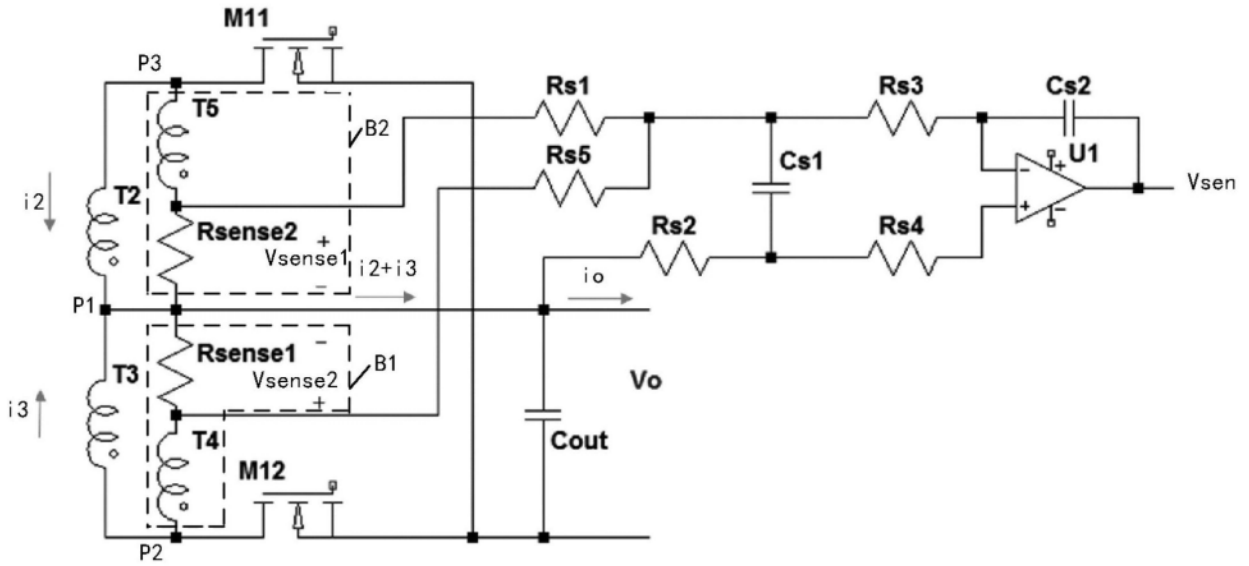 M11
P3
T5
B2
Rs1
Rs3
Cs2
Rs5
Cs1
- U1
+
Vsen
i2
T2
Rsense2
+
Vsense1
-
i2+i3
Rs2
Rs4
+
-
io
P1
Rsense1
-
Vsense2
+
B1
Vo
T3
i3
T4
M12
Cout
P2